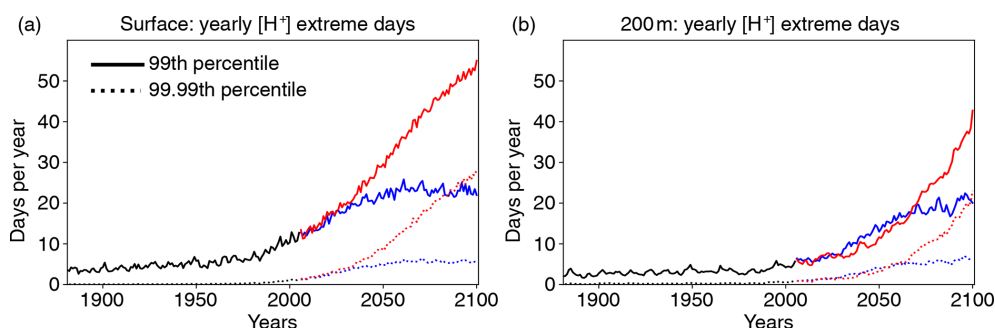 (a) Surface: yearly [H⁺] extreme days
99th percentile
99.99th percentile
Days per year
50
40
30
20
10
0
1900 1950 2000 2050 2100
Years
(b) 200 m: yearly [H⁺] extreme days
Days per year
50
40
30
20
10
0
1900 1950 2000 2050 2100
Years